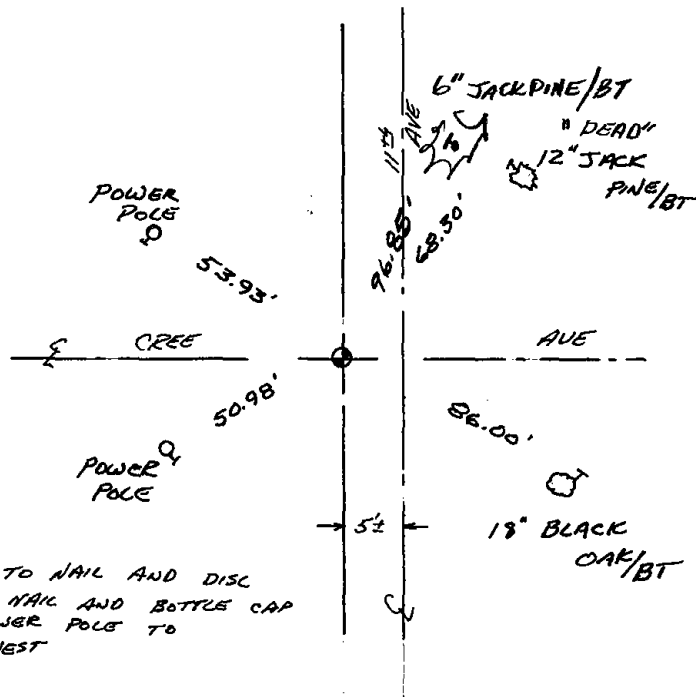 6" JACKPINE/BT
"DEAD"
12" JACK
PINE/BT
11th AVE
POWER
POLE
53.93'
96.85'
68.30'
℄ CREE AVE
50.98'
86.00'
POWER
POLE
5'±
18" BLACK
OAK/BT
℄
TO NAIL AND DISC
NAIL AND BOTTLE CAP
POLE TO